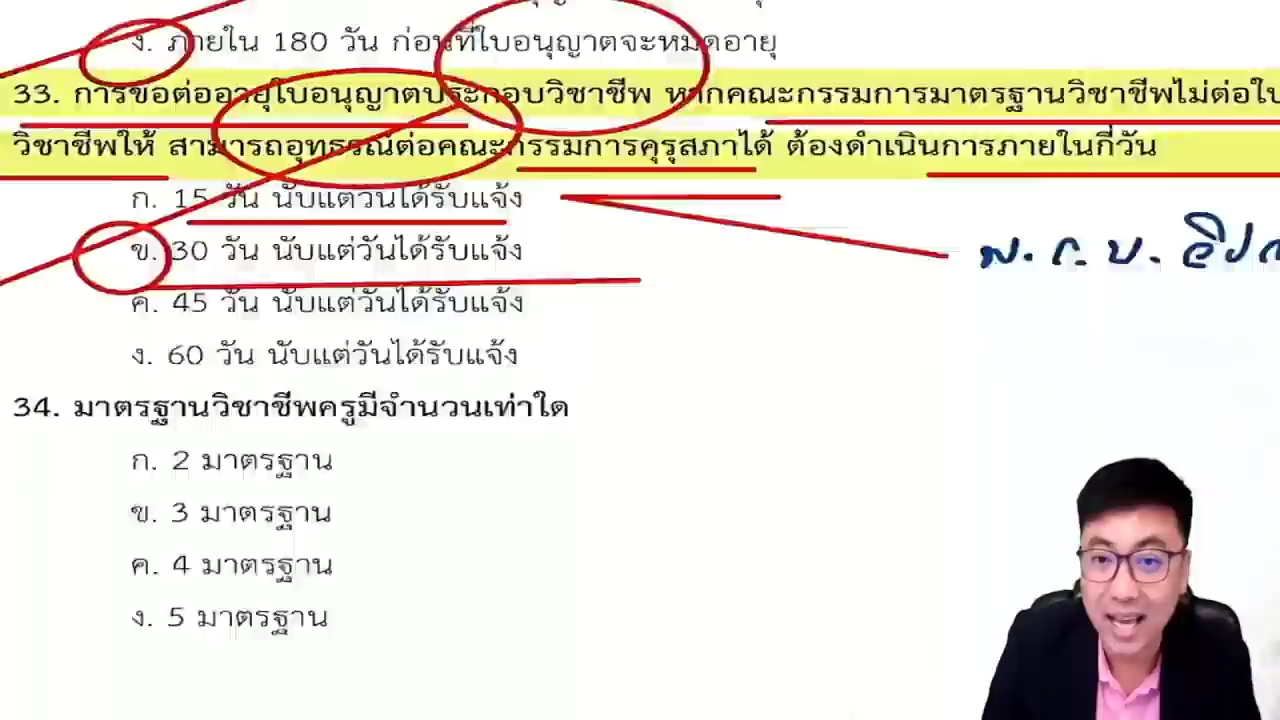 ง. ภายใน 180 วัน ก่อนที่ใบอนุญาตจะหมดอายุ
33. การขอต่ออายุใบอนุญาตประกอบวิชาชีพ หากคณะกรรมการมาตรฐานวิชาชีพไม่ต่อใบ
วิชาชีพให้ สามารถอุทธรณ์ต่อคณะกรรมการคุรุสภาได้ ต้องดำเนินการภายในกี่วัน
ก. 15 วัน นับแต่วันได้รับแจ้ง
ข. 30 วัน นับแต่วันได้รับแจ้ง
พ.ร.บ.
ค. 45 วัน นับแต่วันได้รับแจ้ง
ง. 60 วัน นับแต่วันได้รับแจ้ง
34. มาตรฐานวิชาชีพครูมีจำนวนเท่าใด
ก. 2 มาตรฐาน
ข. 3 มาตรฐาน
ค. 4 มาตรฐาน
ง. 5 มาตรฐาน